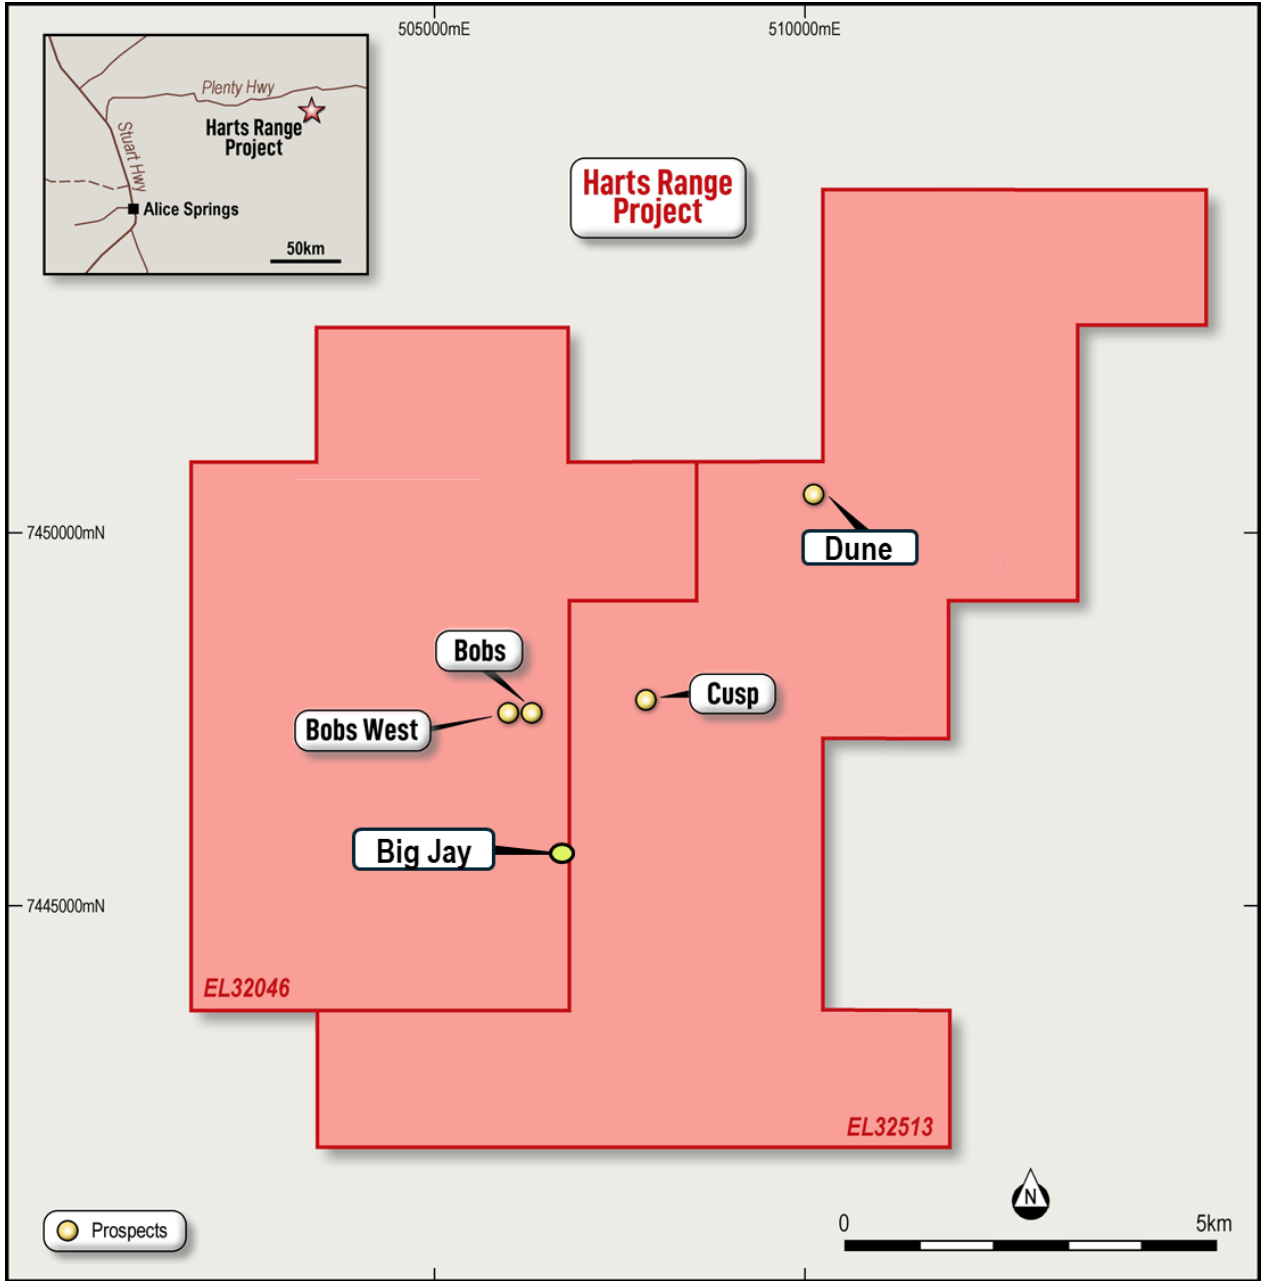 505000mE
510000mE
Plenty Hwy
Harts Range
Project
Stuart Hwy
Alice Springs
50km
Harts Range
Project
Dune
7450000mN
Bobs
Cusp
Bobs West
Big Jay
7445000mN
EL32046
EL32513
N
Prospects
0
5km